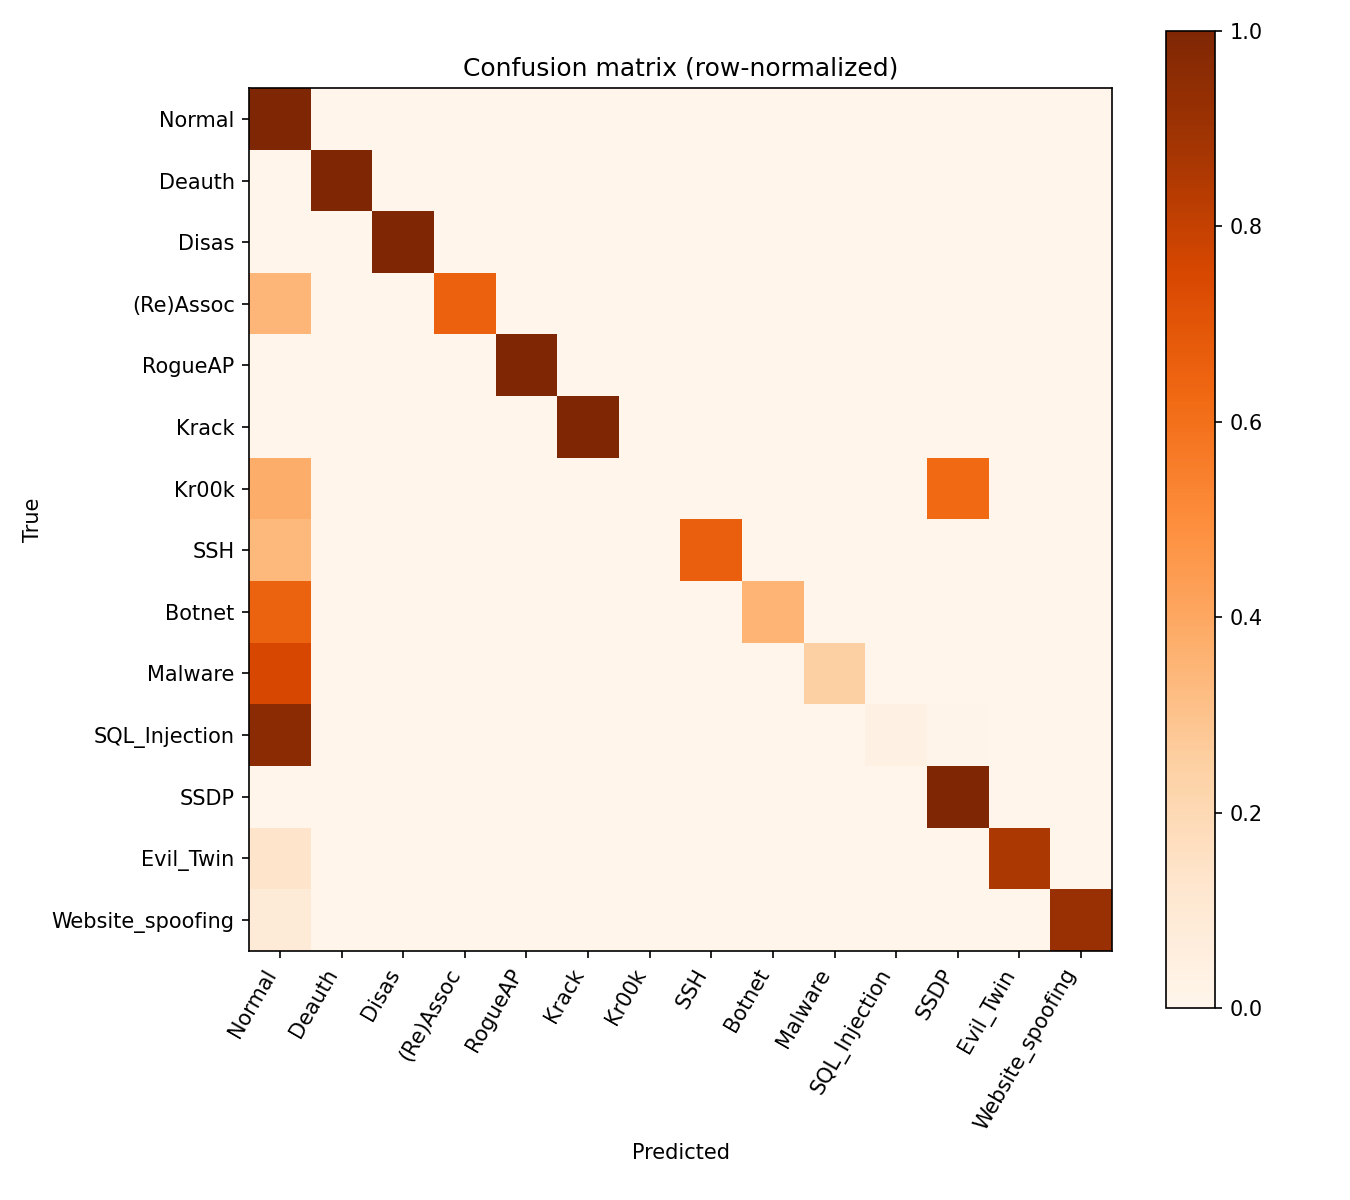 Confusion matrix (row-normalized)
True
Normal
Deauth
Disas
(Re)Assoc
RogueAP
Krack
Kr00k
SSH
Botnet
Malware
SQL_Injection
SSDP
Evil_Twin
Website_spoofing
Normal
Deauth
Disas
(Re)Assoc
RogueAP
Krack
Kr00k
SSH
Botnet
Malware
SQL_Injection
SSDP
Evil_Twin
Website_spoofing
Predicted
1.0
0.8
0.6
0.4
0.2
0.0